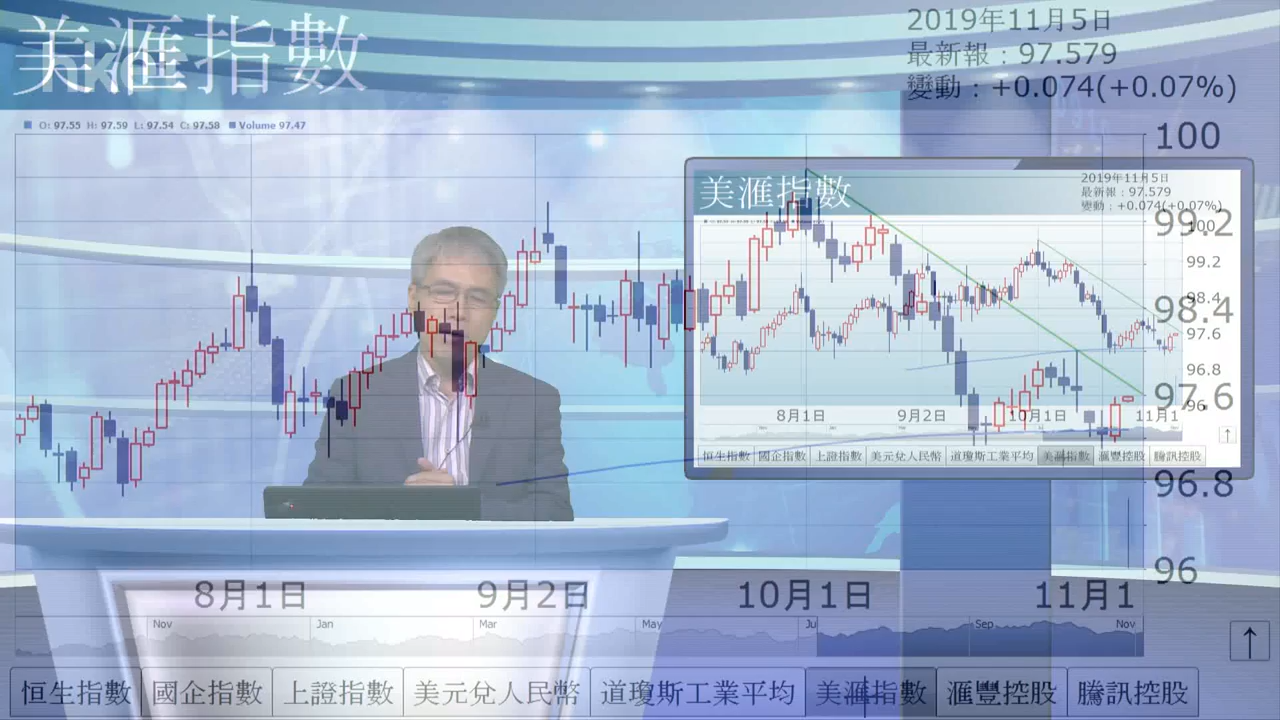 美滙指數
2019年11月5日
最新報：97.579
變動：+0.074(+0.07%)
O: 97.55 H: 97.59 L: 97.54 C: 97.58 Volume 97.47
100
99.2
98.4
97.6
96.8
96
美滙指數
2019年11月5日
最新報：97.579
變動：+0.074(+0.07%)
100
99.2
98.4
97.6
96.8
96
8月1日 9月2日 10月1日 11月1
恒生指數 國企指數 上證指數 美元兌人民幣 道瓊斯工業平均 美滙指數 滙豐控股 騰訊控股
↑
8月1日 9月2日 10月1日 11月1
Nov Jan Mar May Jul Sep Nov
↑
恒生指數 國企指數 上證指數 美元兌人民幣 道瓊斯工業平均 美滙指數 滙豐控股 騰訊控股